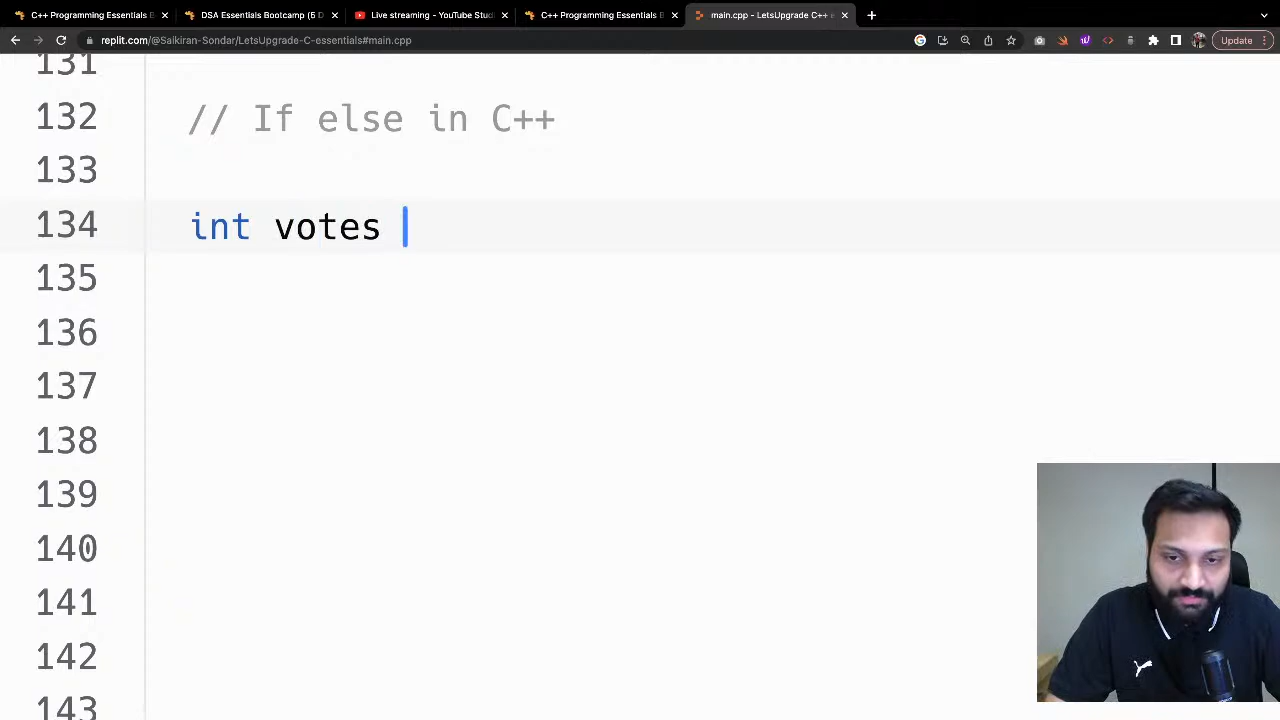 C++ Programming Essentials B
DSA Essentials Bootcamp (5 D
Live streaming - YouTube Stud
C++ Programming Essentials B
main.cpp - LetsUpgrade C++ e
replit.com/@Saikiran-Sondar/LetsUpgrade-C-essentials#main.cpp
Update
131
132 // If else in C++
133
134 int votes
135
136
137
138
139
140
141
142
143